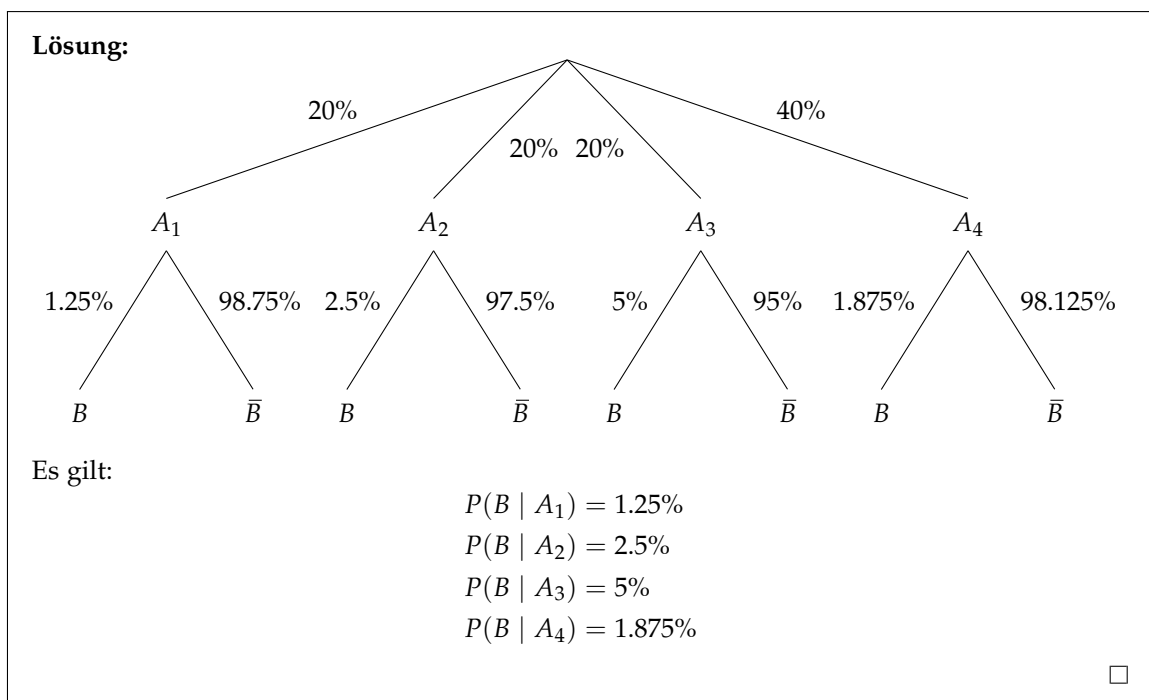 Lösung:
20%
40%
20% 20%
A₁ A₂ A₃ A₄
1.25% 98.75% 2.5% 97.5% 5% 95% 1.875% 98.125%
B B̄ B B̄ B B̄ B B̄
Es gilt:
P(B | A₁) = 1.25%
P(B | A₂) = 2.5%
P(B | A₃) = 5%
P(B | A₄) = 1.875%
□